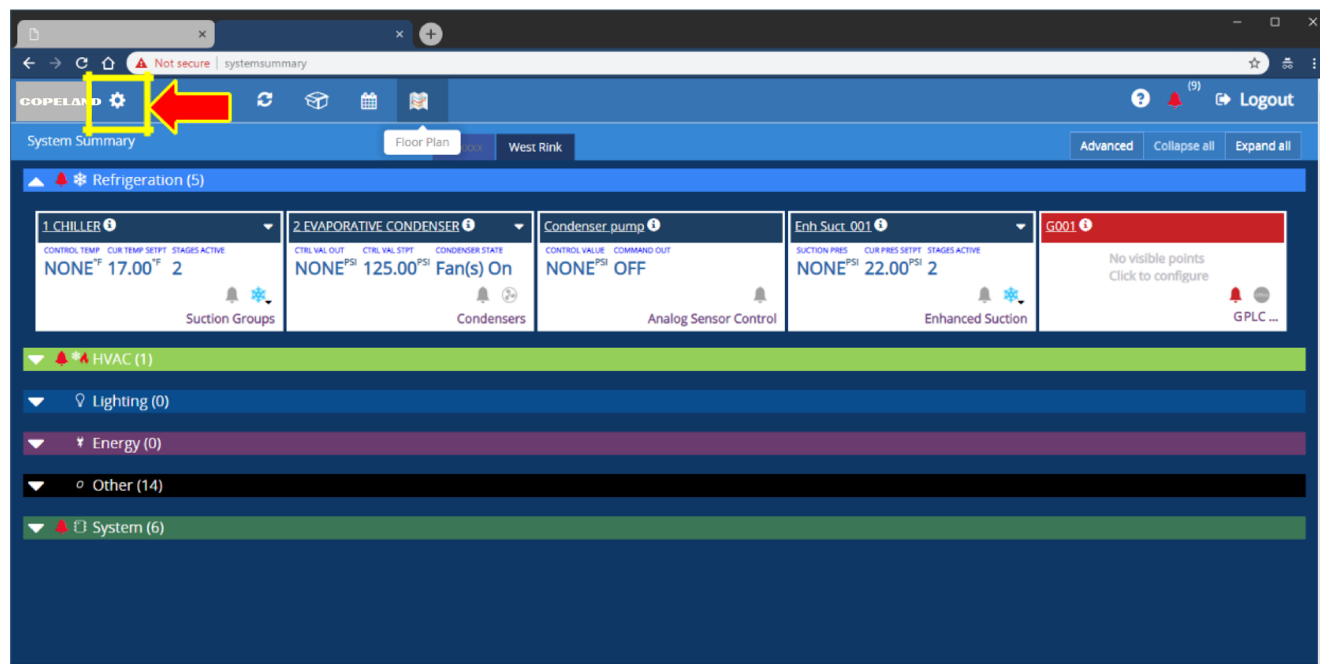 Not secure | systemsummary
COPELAND
(9)
Logout
System Summary
Floor Plan
West Rink
Advanced Collapse all Expand all
Refrigeration (5)
1 CHILLER
CONTROL TEMP CUR TEMP SETPT STAGES ACTIVE
NONE°F 17.00°F 2
Suction Groups
2 EVAPORATIVE CONDENSER
CTRL VAL OUT CTRL VAL STPT CONDENSER STATE
NONE PSI 125.00 PSI Fan(s) On
Condensers
Condenser pump
CONTROL VALUE COMMAND OUT
NONE PSI OFF
Analog Sensor Control
Enh Suct 001
SUCTION PRES CUR PRES SETPT STAGES ACTIVE
NONE PSI 22.00 PSI 2
Enhanced Suction
G001
No visible points
Click to configure
GPLC ...
HVAC (1)
Lighting (0)
Energy (0)
Other (14)
System (6)